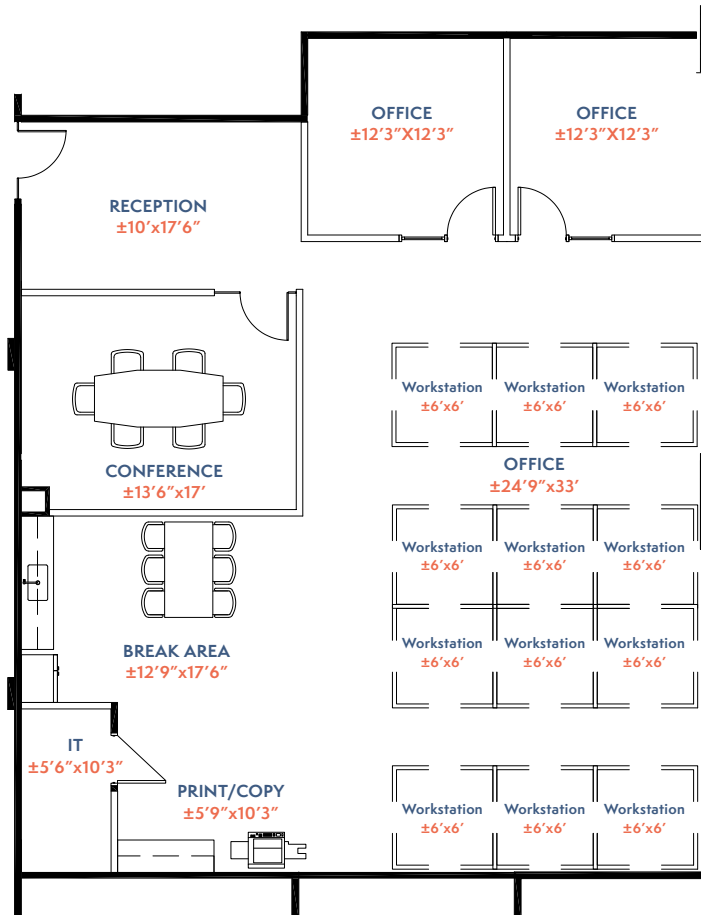 OFFICE
±12′3″X12′3″
OFFICE
±12′3″X12′3″
RECEPTION
±10′x17′6″
Workstation
±6′x6′
Workstation
±6′x6′
Workstation
±6′x6′
CONFERENCE
±13′6″x17′
OFFICE
±24′9″x33′
Workstation
±6′x6′
Workstation
±6′x6′
Workstation
±6′x6′
BREAK AREA
±12′9″x17′6″
Workstation
±6′x6′
Workstation
±6′x6′
Workstation
±6′x6′
IT
±5′6″x10′3″
PRINT/COPY
±5′9″x10′3″
Workstation
±6′x6′
Workstation
±6′x6′
Workstation
±6′x6′